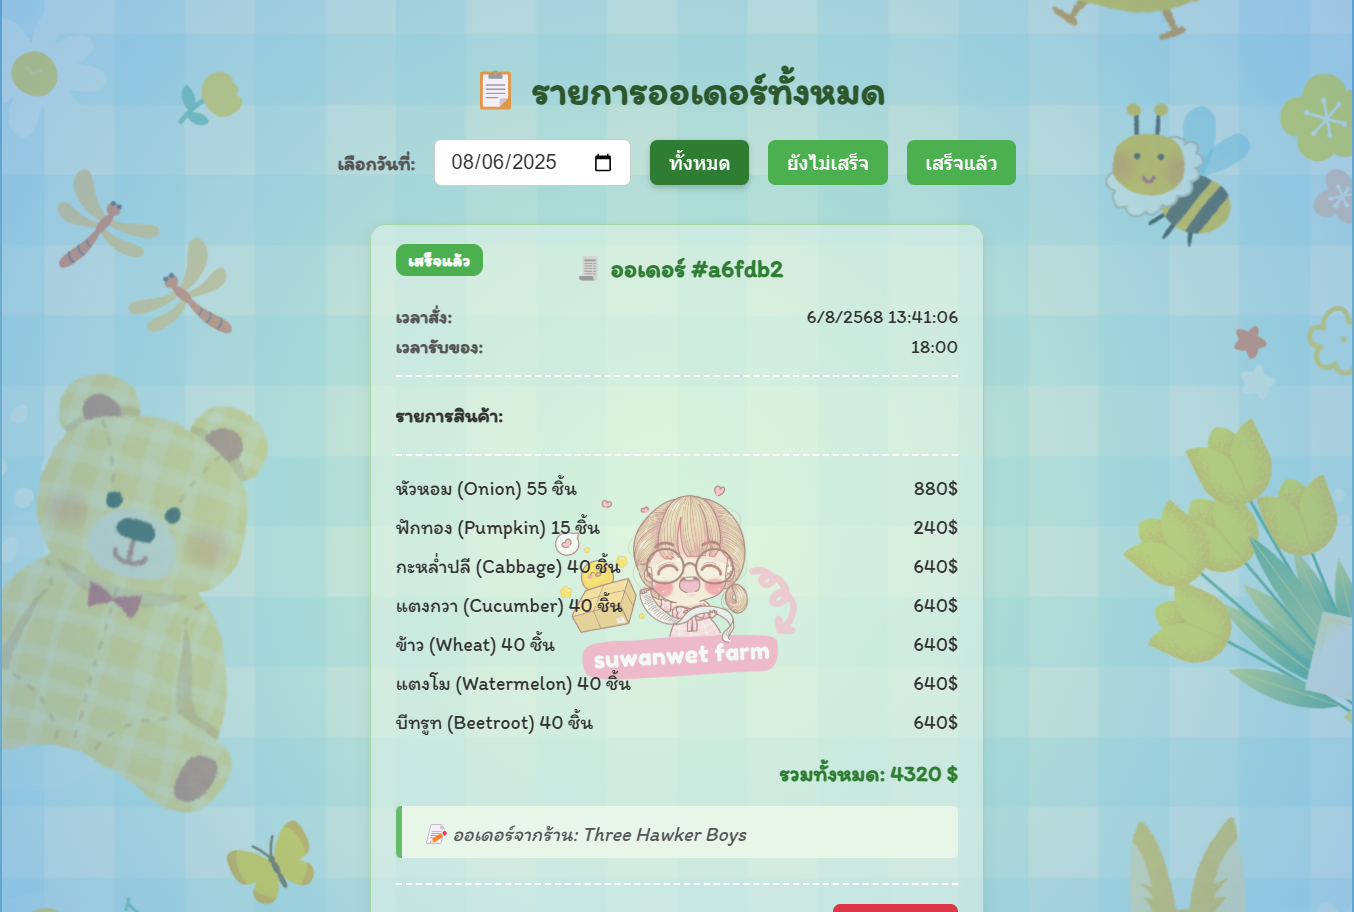 รายการออเดอร์ทั้งหมด
เลือกวันที่: 08/06/2025 ทั้งหมด ยังไม่เสร็จ เสร็จแล้ว
เสร็จแล้ว
ออเดอร์ #a6fdb2
เวลาสั่ง: 6/8/2568 13:41:06
เวลารับของ: 18:00
รายการสินค้า:
หัวหอม (Onion) 55 ชิ้น 880$
ฟักทอง (Pumpkin) 15 ชิ้น 240$
กะหล่ำปลี (Cabbage) 40 ชิ้น 640$
แตงกวา (Cucumber) 40 ชิ้น 640$
ข้าว (Wheat) 40 ชิ้น 640$
suwanwet farm
แตงโม (Watermelon) 40 ชิ้น 640$
บีทรูท (Beetroot) 40 ชิ้น 640$
รวมทั้งหมด: 4320 $
ออเดอร์จากร้าน: Three Hawker Boys